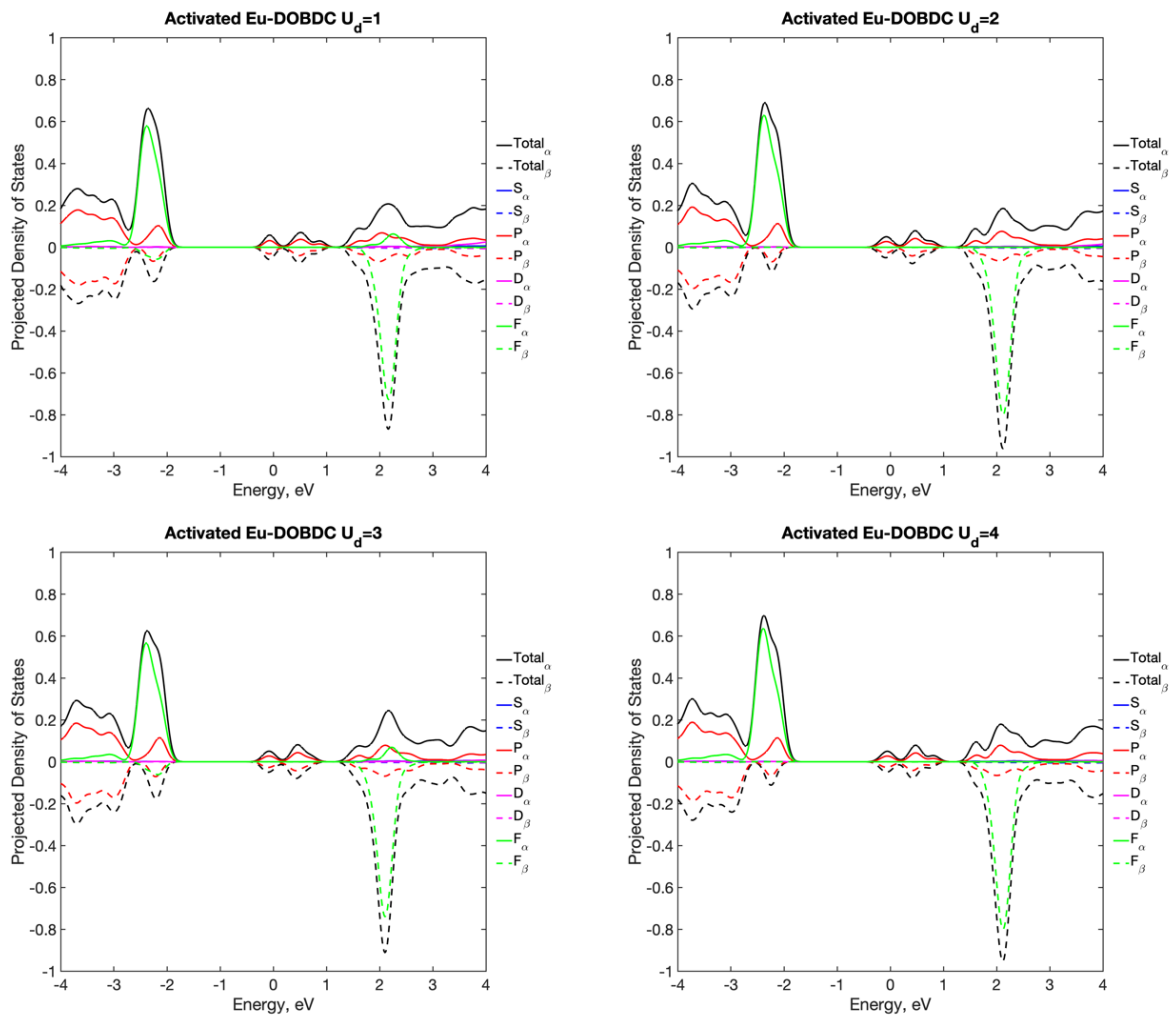 Activated Eu-DOBDC U_d=1
Projected Density of States
1
0.8
0.6
0.4
0.2
0
-0.2
-0.4
-0.6
-0.8
-1
-4 -3 -2 -1 0 1 2 3 4
Energy, eV
Total_α
Total_β
S_α
S_β
P_α
P_β
D_α
D_β
F_α
F_β
Activated Eu-DOBDC U_d=2
Projected Density of States
1
0.8
0.6
0.4
0.2
0
-0.2
-0.4
-0.6
-0.8
-1
-4 -3 -2 -1 0 1 2 3 4
Energy, eV
Total_α
Total_β
S_α
S_β
P_α
P_β
D_α
D_β
F_α
F_β
Activated Eu-DOBDC U_d=3
Projected Density of States
1
0.8
0.6
0.4
0.2
0
-0.2
-0.4
-0.6
-0.8
-1
-4 -3 -2 -1 0 1 2 3 4
Energy, eV
Total_α
Total_β
S_α
S_β
P_α
P_β
D_α
D_β
F_α
F_β
Activated Eu-DOBDC U_d=4
Projected Density of States
1
0.8
0.6
0.4
0.2
0
-0.2
-0.4
-0.6
-0.8
-1
-4 -3 -2 -1 0 1 2 3 4
Energy, eV
Total_α
Total_β
S_α
S_β
P_α
P_β
D_α
D_β
F_α
F_β